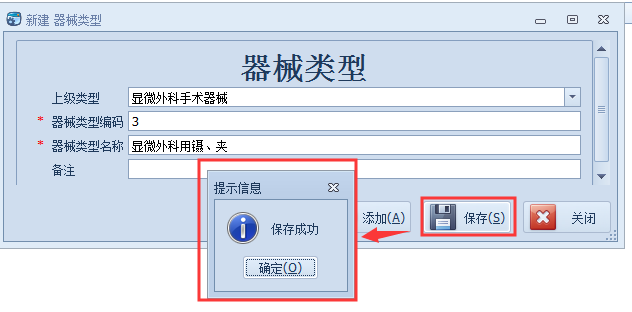 新建 器械类型
器械类型
上级类型 显微外科手术器械
* 器械类型编码 3
* 器械类型名称 显微外科用镊、夹
备注
提示信息
保存成功
确定(O)
添加(A) 保存(S) 关闭